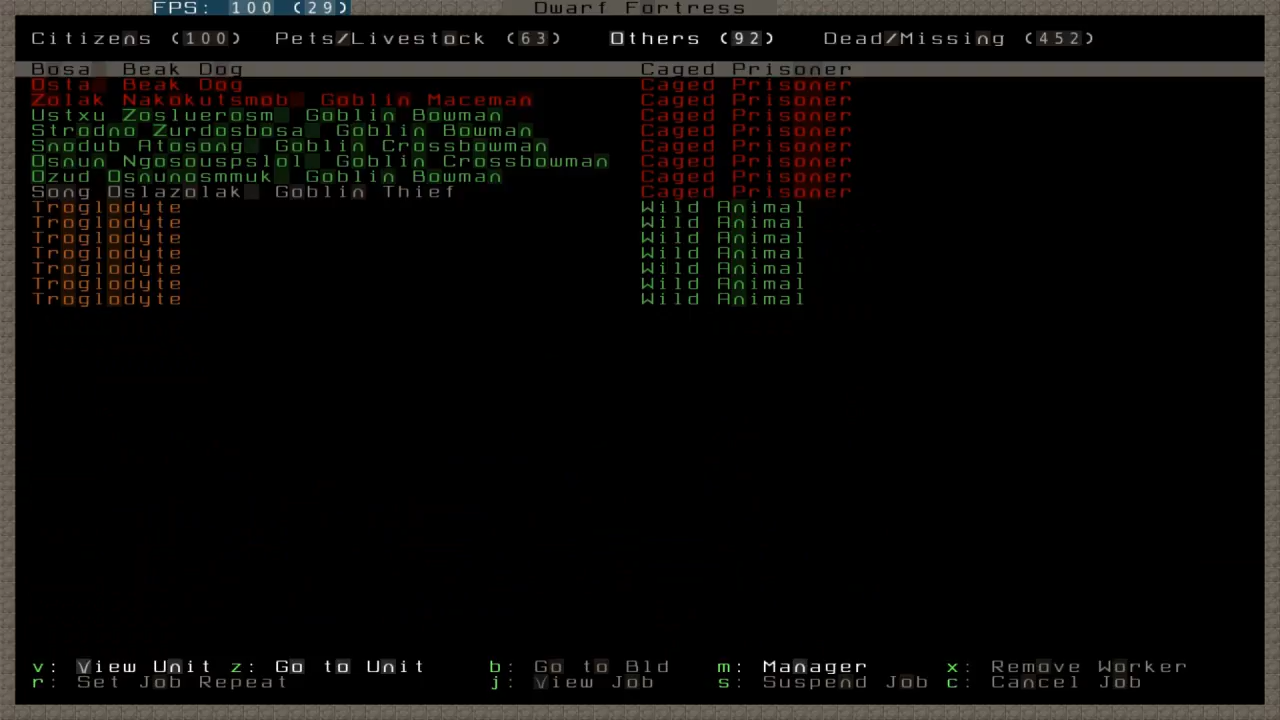 FPS: 100 (29) Dwarf Fortress
Citizens (100) Pets/Livestock (63) Others (92) Dead/Missing (452)
Bosa Beak Dog Caged Prisoner
Osta Beak Dog Caged Prisoner
Zolak Nakokutsmob Goblin Maceman Caged Prisoner
Ustxu Zosluerosm Goblin Bowman Caged Prisoner
Strodno Zurdosbosa Goblin Bowman Caged Prisoner
Snodub Atosong Goblin Crossbowman Caged Prisoner
Osnun Ngosouspslol Goblin Crossbowman Caged Prisoner
Ozud Osnunosmmuk Goblin Bowman Caged Prisoner
Song Oslazolak Goblin Thief Caged Prisoner
Troglodyte Wild Animal
Troglodyte Wild Animal
Troglodyte Wild Animal
Troglodyte Wild Animal
Troglodyte Wild Animal
Troglodyte Wild Animal
Troglodyte Wild Animal
v: View Unit z: Go to Unit b: Go to Bld m: Manager x: Remove Worker
r: Set Job Repeat j: View Job s: Suspend Job c: Cancel Job